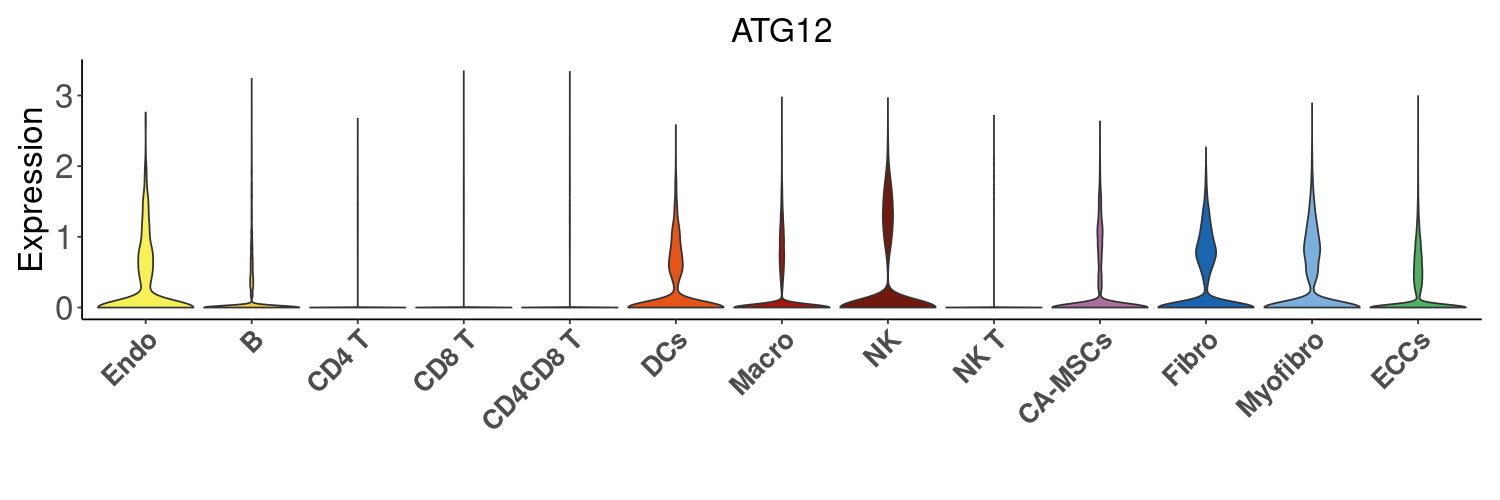 ATG12
Expression
3
2
1
0
Endo
B
CD4 T
CD8 T
CD4CD8 T
DCs
Macro
NK
NK T
CA-MSCs
Fibro
Myofibro
ECCs